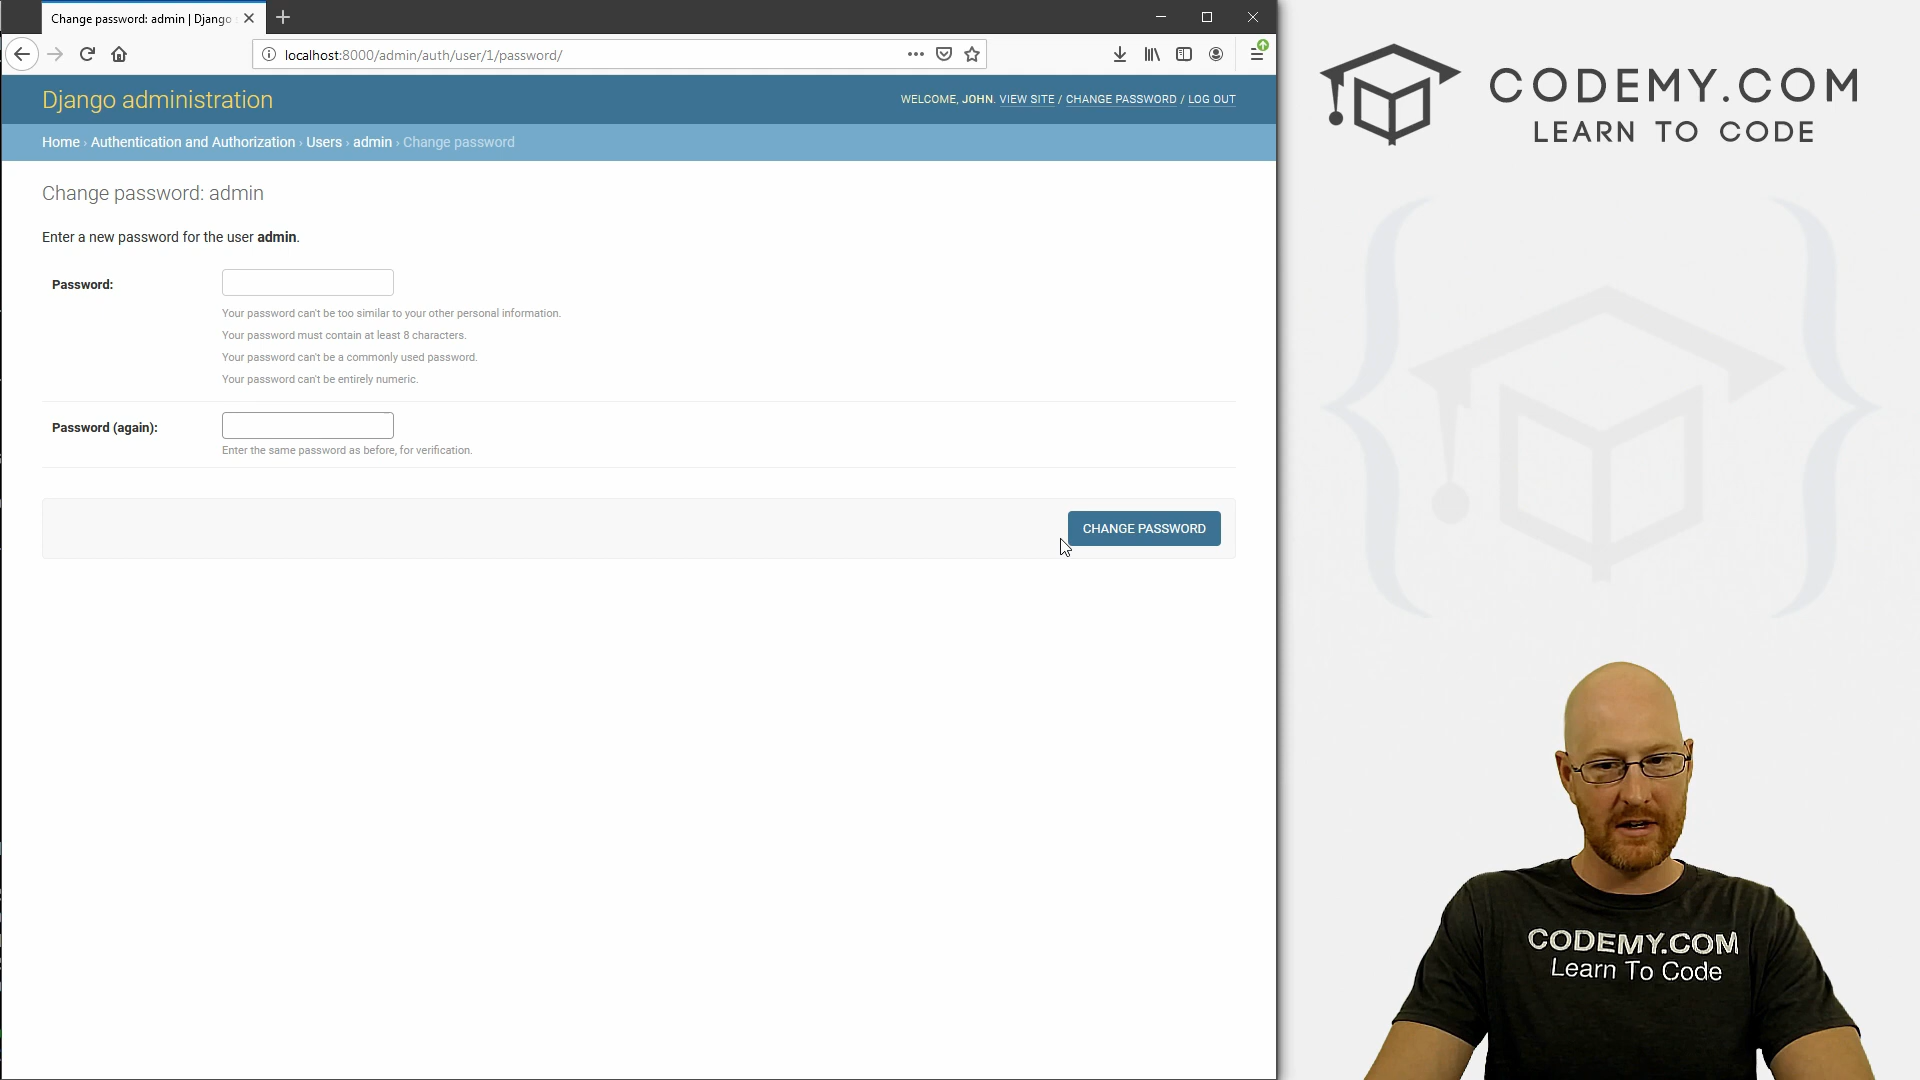 Change password: admin | Django
localhost:8000/admin/auth/user/1/password/
Django administration
WELCOME, JOHN. VIEW SITE / CHANGE PASSWORD / LOG OUT
Home › Authentication and Authorization › Users › admin › Change password
Change password: admin
Enter a new password for the user admin.
Password:
Your password can't be too similar to your other personal information.
Your password must contain at least 8 characters.
Your password can't be a commonly used password.
Your password can't be entirely numeric.
Password (again):
Enter the same password as before, for verification.
CHANGE PASSWORD
CODEMY.COM
LEARN TO CODE
CODEMY.COM
Learn To Code